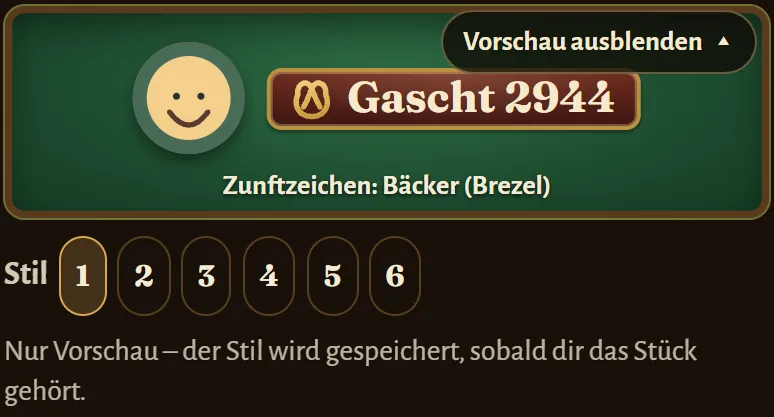 Vorschau ausblenden ▲
Gascht 2944
Zunftzeichen: Bäcker (Brezel)
Stil 1 2 3 4 5 6
Nur Vorschau – der Stil wird gespeichert, sobald dir das Stück
gehört.